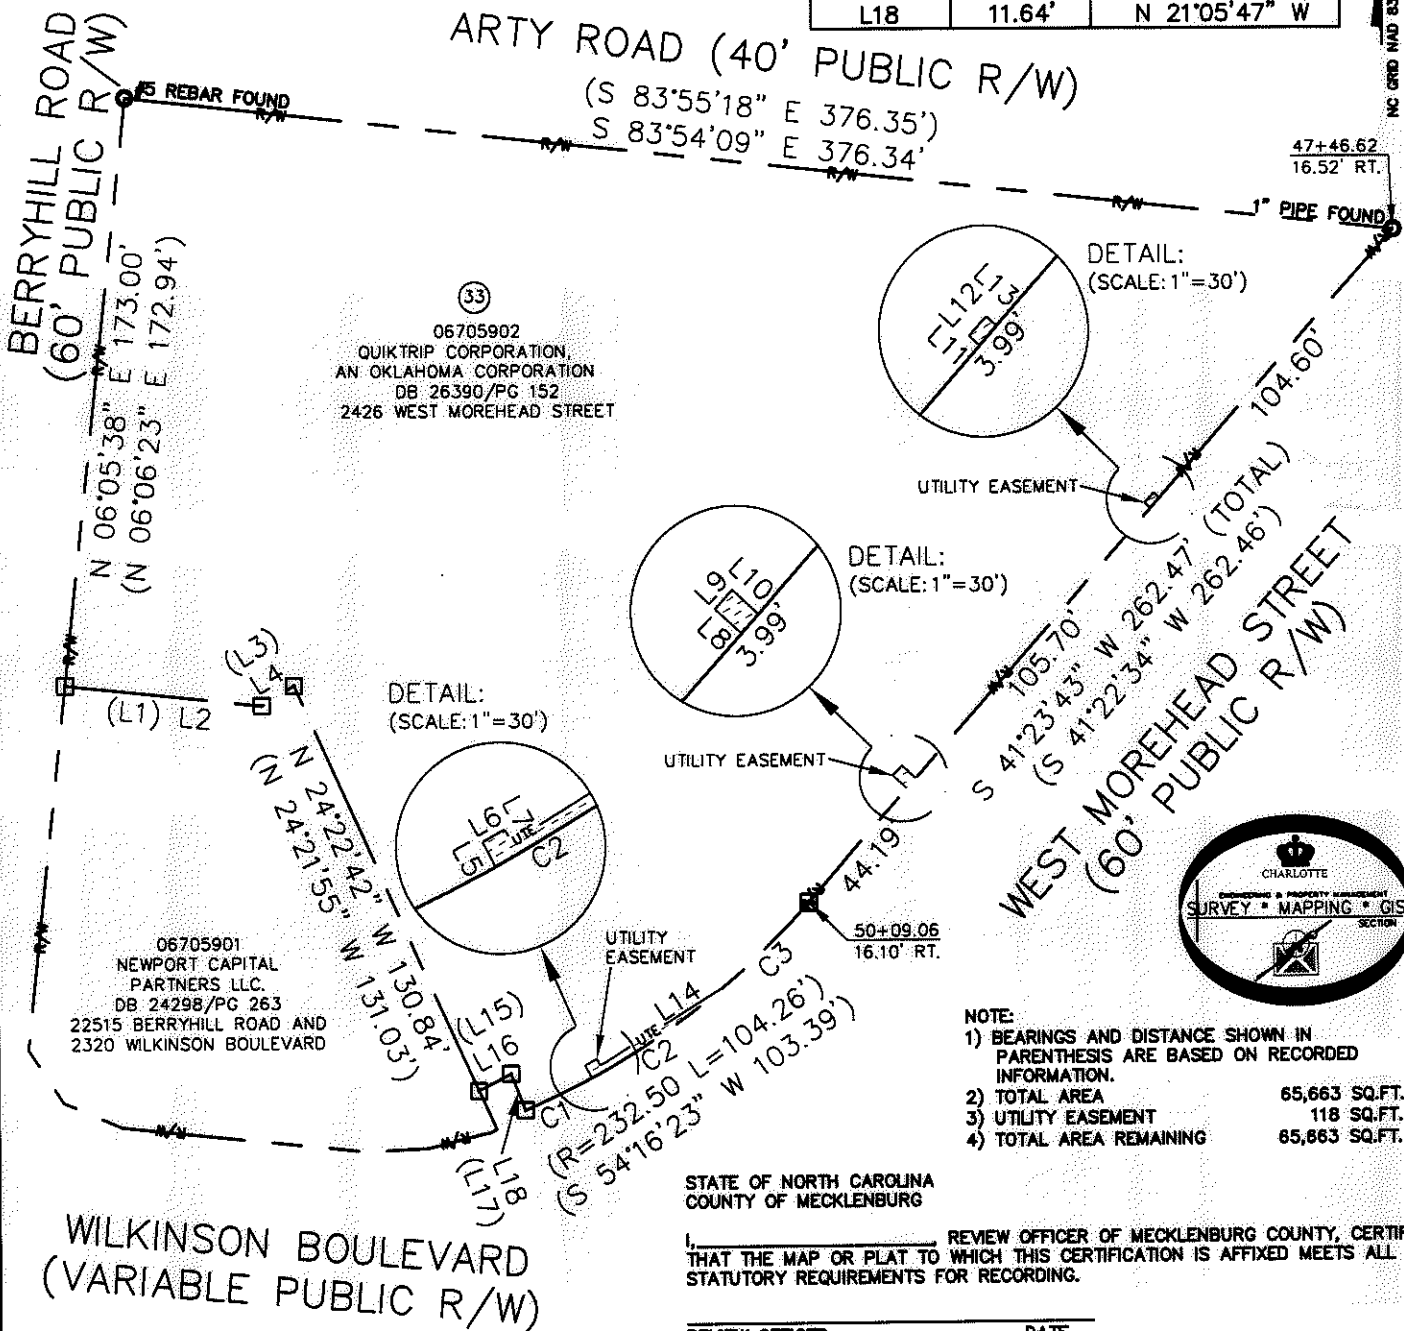 L18 11.64' N 21°05'47" W
NC GRID NAD 83
ARTY ROAD (40' PUBLIC R/W)
(S 83°55'18" E 376.35')
S 83°54'09" E 376.34'
BERRYHILL ROAD
(60' PUBLIC R/W)
#5 REBAR FOUND
R/W
R/W
R/W
R/W
47+46.62
16.52' RT.
1" PIPE FOUND
R/W
R/W
N 06°05'38" E 173.00'
(N 06°06'23" E 172.94')
33
06705902
QUIKTRIP CORPORATION,
AN OKLAHOMA CORPORATION
DB 26390/PG 152
2426 WEST MOREHEAD STREET
DETAIL:
(SCALE: 1"=30')
L11 L12 L13
3.99'
104.60'
UTILITY EASEMENT
R/W
DETAIL:
(SCALE: 1"=30')
L8 L9 L10
3.99'
UTILITY EASEMENT
105.70'
R/W
S 41°23'43" W 262.47' (TOTAL)
(S 41°22'34" W 262.46')
WEST MOREHEAD STREET
(60' PUBLIC R/W)
R/W
(L1) L2
(L3)
L4
DETAIL:
(SCALE: 1"=30')
L5 L6 L7
UTE
C2
N 24°22'42" W 130.84'
(N 24°21'55" W 131.03')
44.19
R/W
50+09.06
16.10' RT.
CHARLOTTE
ENGINEERING & PROPERTY MANAGEMENT
SURVEY * MAPPING * GIS
SECTION
R/W
06705901
NEWPORT CAPITAL
PARTNERS LLC.
DB 24298/PG 263
22515 BERRYHILL ROAD AND
2320 WILKINSON BOULEVARD
UTILITY
EASEMENT
(L15)
L16
UTE
L14
C3
C2
C1
(R=232.50 L=104.26')
(S 54°16'23" W 103.39')
L18
(L17)
R/W
R/W
NOTE:
1) BEARINGS AND DISTANCE SHOWN IN
PARENTHESIS ARE BASED ON RECORDED
INFORMATION.
2) TOTAL AREA 65,663 SQ.FT.
3) UTILITY EASEMENT 118 SQ.FT.
4) TOTAL AREA REMAINING 65,663 SQ.FT.
STATE OF NORTH CAROLINA
COUNTY OF MECKLENBURG
I, REVIEW OFFICER OF MECKLENBURG COUNTY, CERTIF
THAT THE MAP OR PLAT TO WHICH THIS CERTIFICATION IS AFFIXED MEETS ALL
STATUTORY REQUIREMENTS FOR RECORDING.
REVIEW OFFICER DATE
WILKINSON BOULEVARD
(VARIABLE PUBLIC R/W)